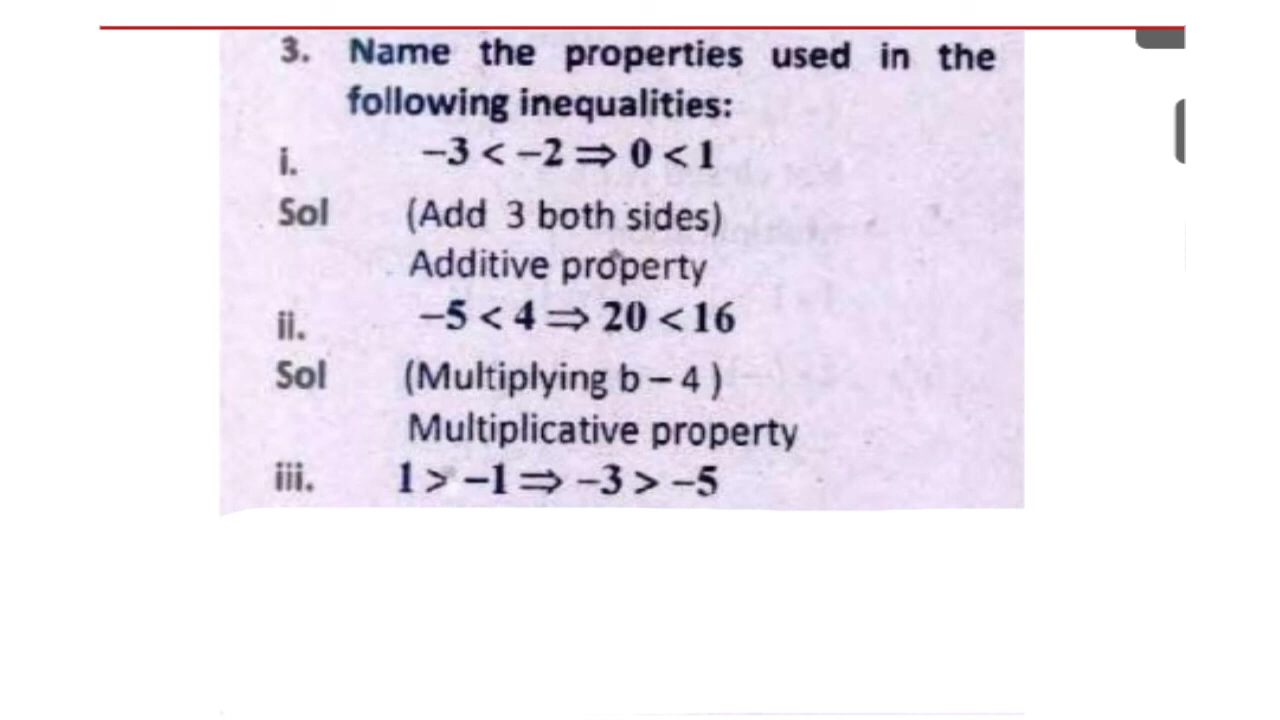 3. Name the properties used in the
following inequalities:
i. −3 < −2 ⇒ 0 < 1
Sol (Add 3 both sides)
Additive property
ii. −5 < 4 ⇒ 20 < 16
Sol (Multiplying b − 4 )
Multiplicative property
iii. 1 > −1 ⇒ −3 > −5